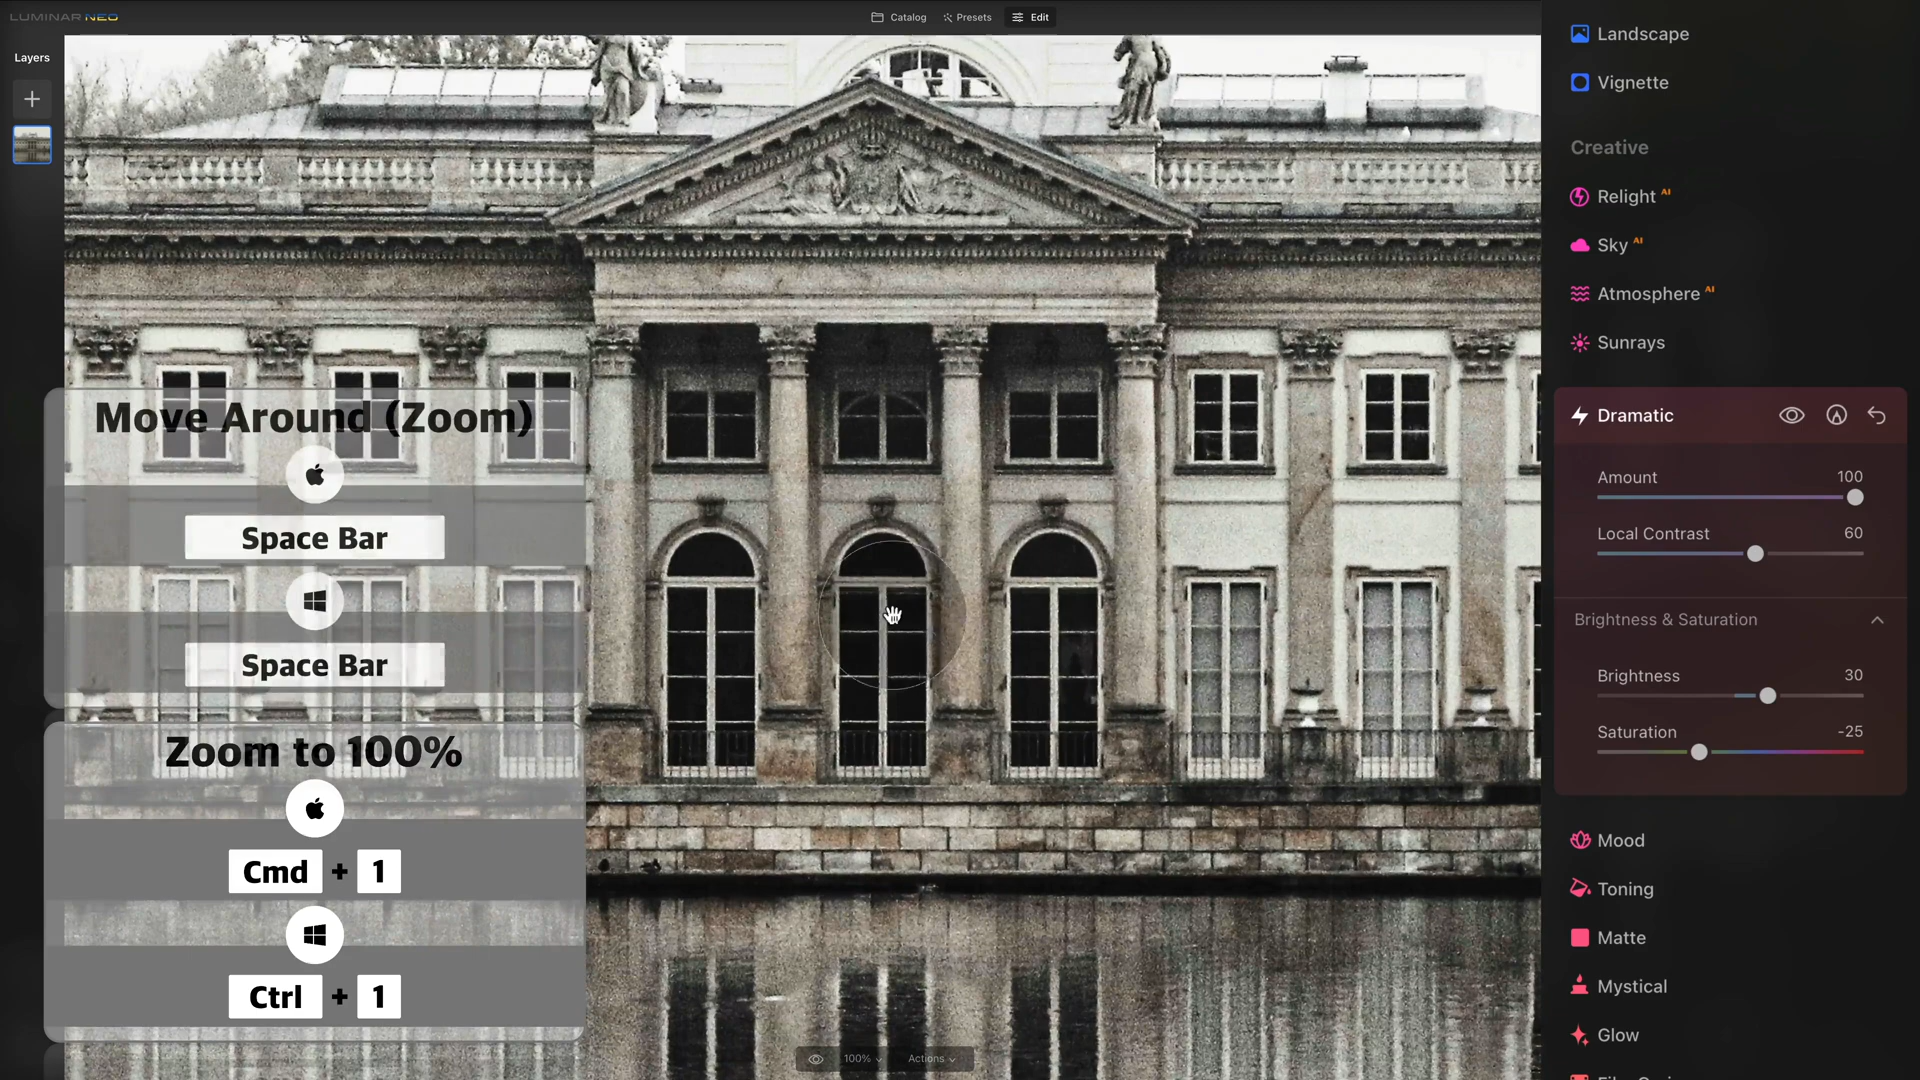 LUMINAR NEO
Catalog
Presets
Edit
Layers
Move Around (Zoom)
Space Bar
Space Bar
Zoom to 100%
Cmd + 1
Ctrl + 1
100%
Actions
Landscape
Vignette
Creative
Relight AI
Sky AI
Atmosphere AI
Sunrays
Dramatic
Amount 100
Local Contrast 60
Brightness & Saturation
Brightness 30
Saturation -25
Mood
Toning
Matte
Mystical
Glow